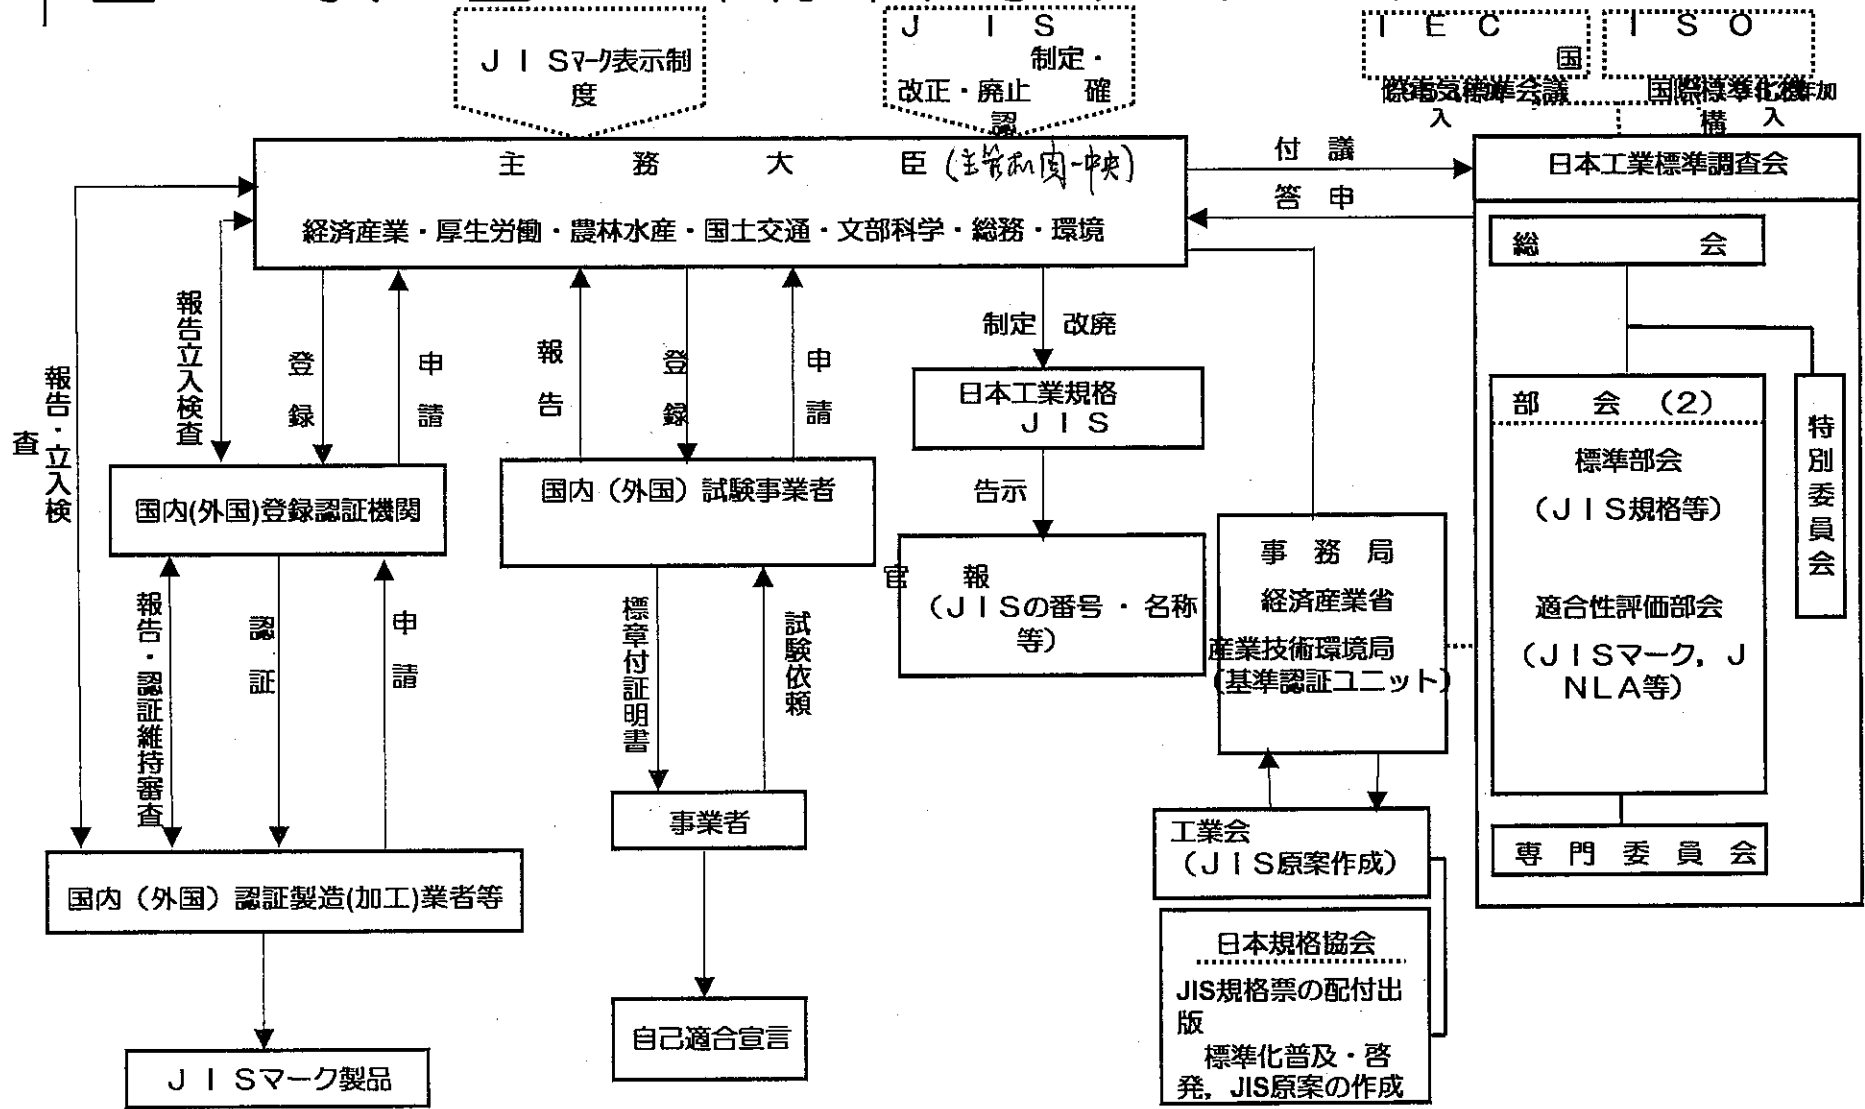 ＪＩＳﾏｰｸ表示制
度
Ｊ　Ｉ　Ｓ
制定・
改正・廃止　確
認
ＩＥＣ
国
際電気標準会議
入
ＩＳＯ
国際標準化機
構
入
主　務　大　臣
経済産業・厚生労働・農林水産・国土交通・文部科学・総務・環境
付　議
答　申
日本工業標準調査会
総　会
部　会　（２）
標準部会
（ＪＩＳ規格等）
適合性評価部会
（ＪＩＳマーク，Ｊ
ＮＬＡ等）
特別委員会
専門委員会
報告・立入検
査
報告立入検査
登録
申請
報告
登録
申請
制定　改廃
日本工業規格
ＪＩＳ
告示
官　報
（ＪＩＳの番号・名称
等）
国内(外国)登録認証機関
国内（外国）試験事業者
事　務　局
経済産業省
産業技術環境局
（基準認証ユニット）
報告・認証維持審査
認証
申請
標章付証明書
試験依頼
事業者
工業会
（ＪＩＳ原案作成）
国内（外国）認証製造(加工)業者等
日本規格協会
JIS規格票の配付出
版
標準化普及・啓
発，JIS原案の作成
自己適合宣言
ＪＩＳマーク製品